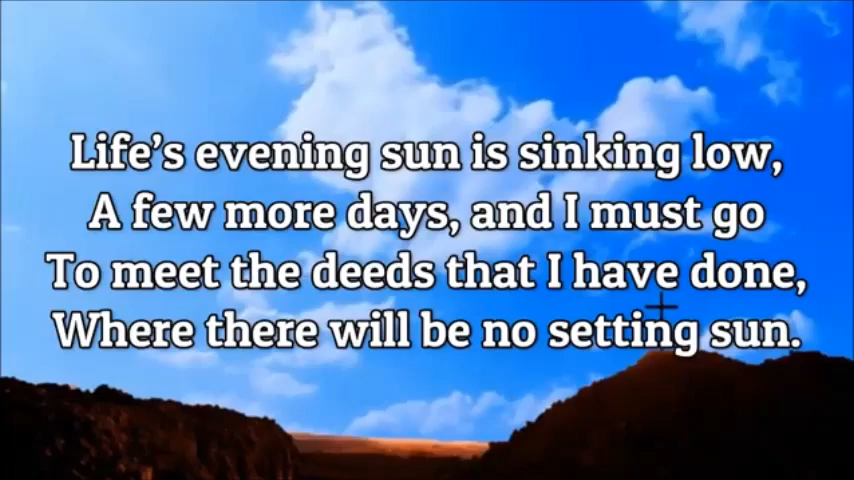 Life’s evening sun is sinking low,
A few more days, and I must go
To meet the deeds that I have done,
Where there will be no setting sun.